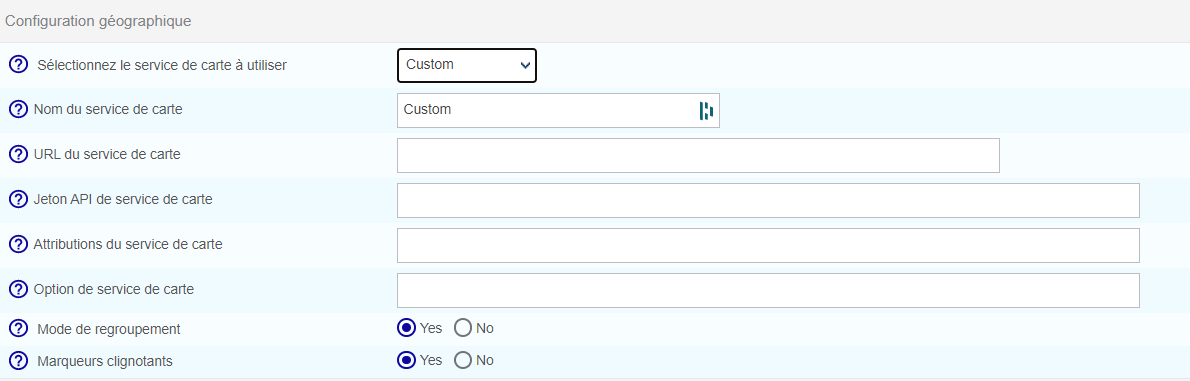 Configuration géographique
Sélectionnez le service de carte à utiliser Custom
Nom du service de carte Custom
URL du service de carte
Jeton API de service de carte
Attributions du service de carte
Option de service de carte
Mode de regroupement Yes No
Marqueurs clignotants Yes No